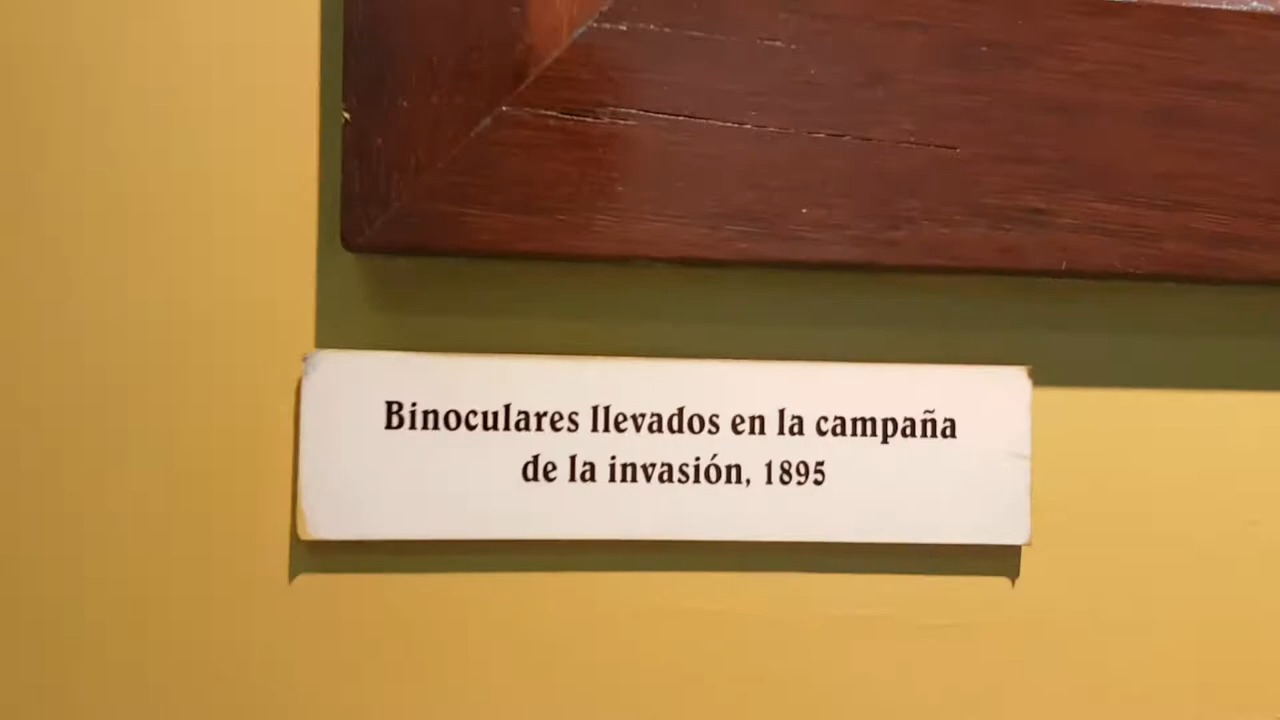 Binoculares llevados en la campaña
de la invasión, 1895